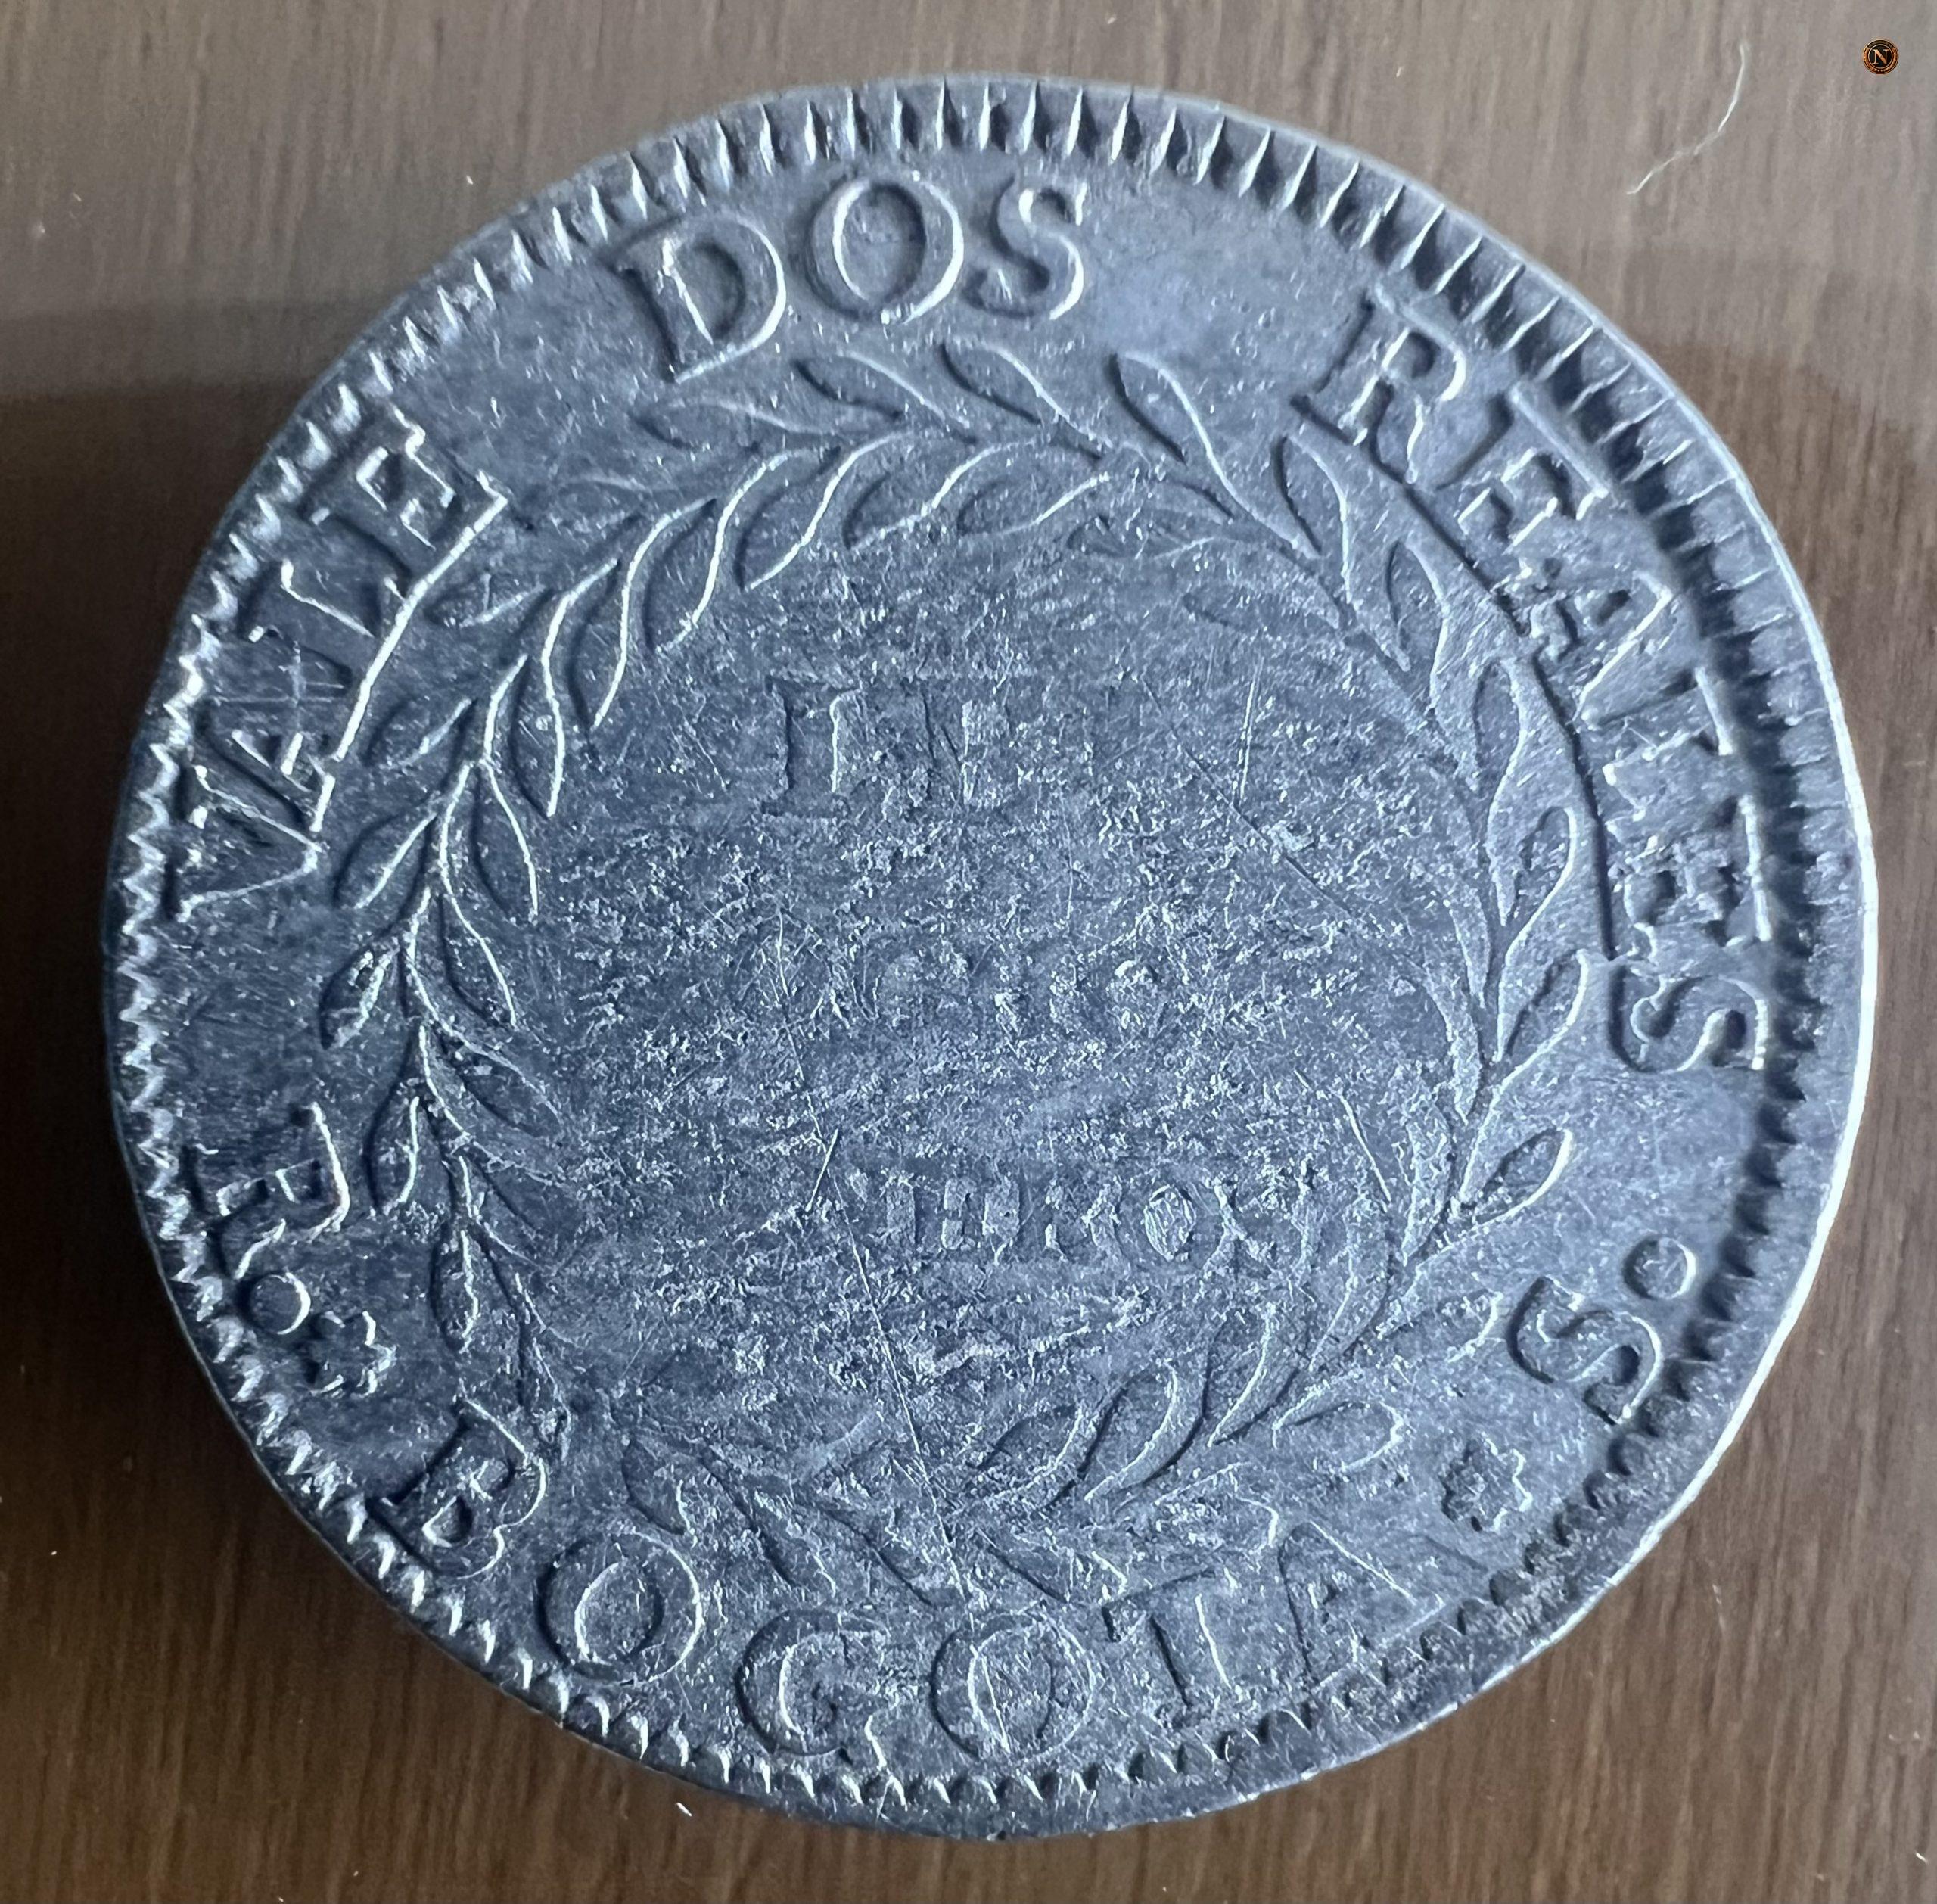 VALE DOS REALES
R° * BOGOTA * S°